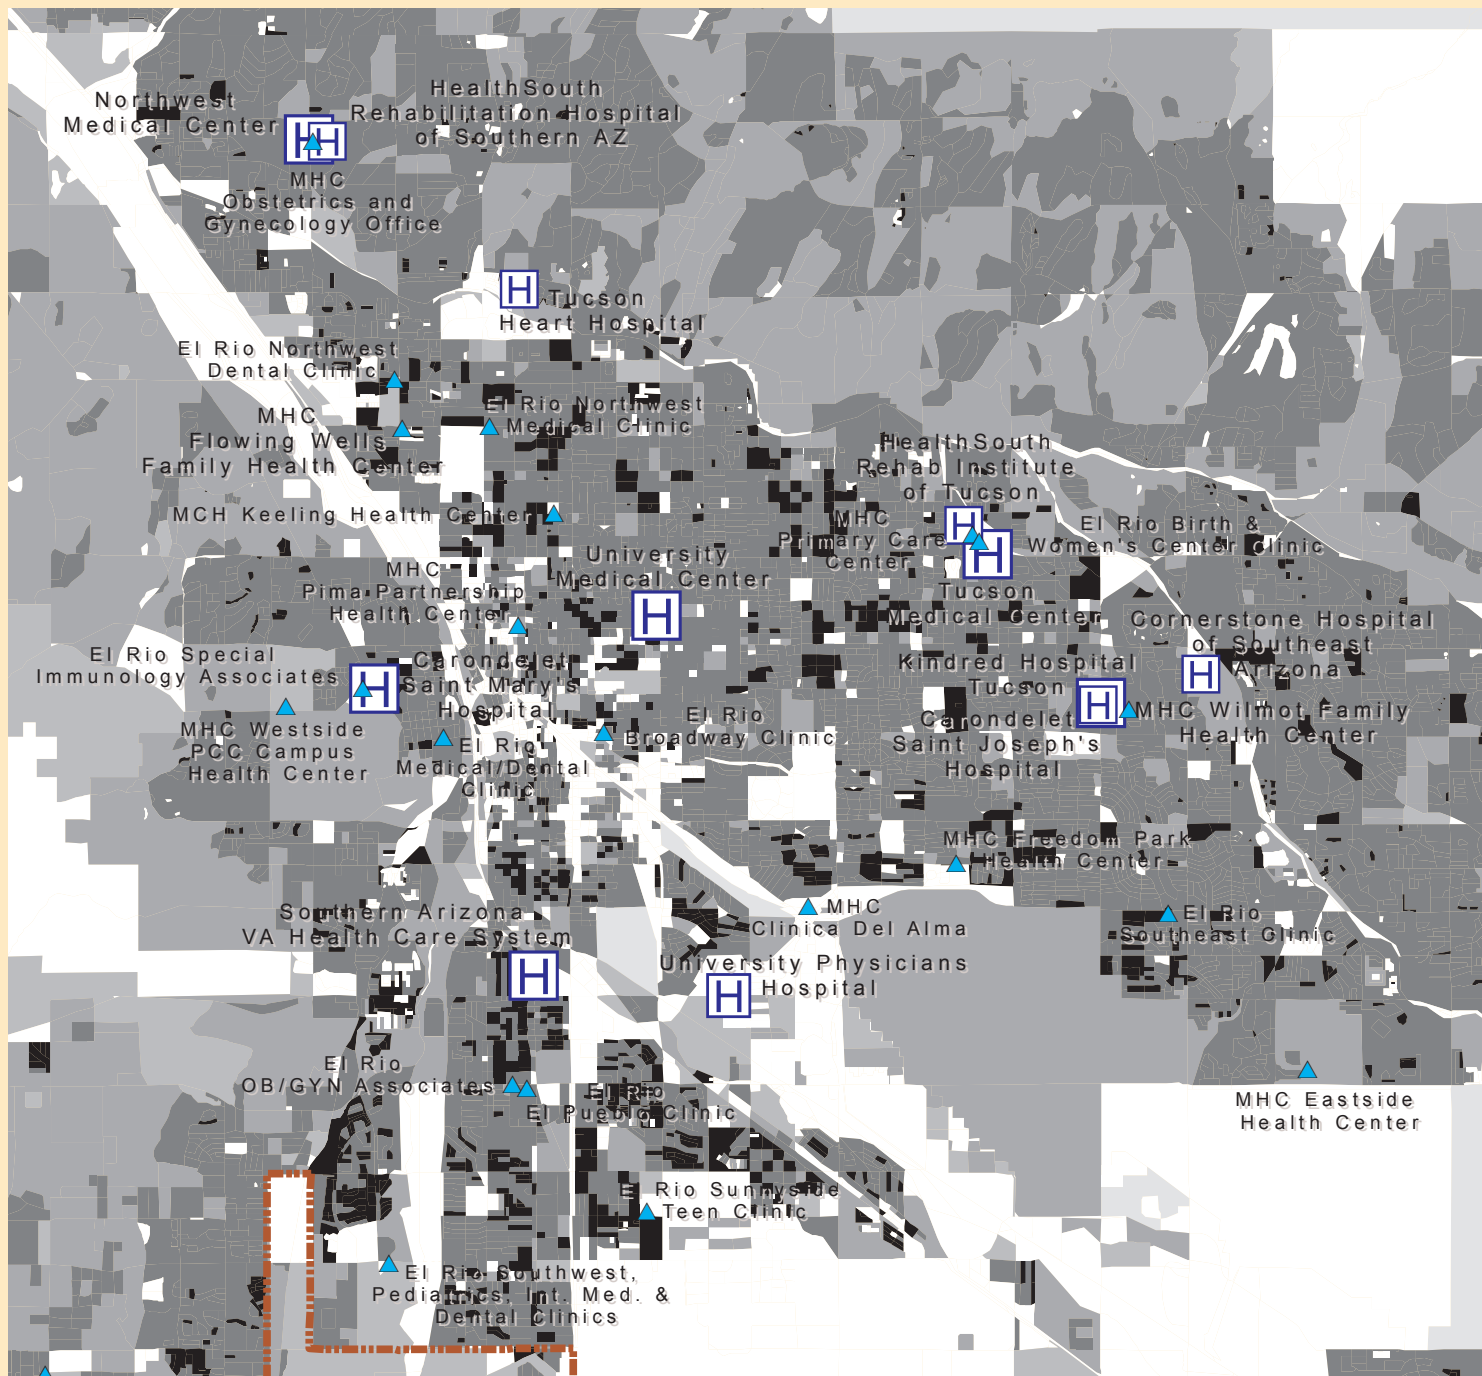 HealthSouth
Rehabilitation Hospital
of Southern AZ
Northwest
Medical Center
H
H
MHC
Obstetrics and
Gynecology Office
H
Tucson
Heart Hospital
El Rio Northwest
Dental Clinic
El Rio Northwest
Medical Clinic
MHC
Flowing Wells
Family Health Center
HealthSouth
Rehab Institute
of Tucson
MCH Keeling Health Center
MHC
Primary Care
Center
H
H
El Rio Birth &
Women's Center Clinic
University
Medical Center
H
MHC
Pima Partnership
Health Center
Tucson
Medical Center
Cornerstone Hospital
of Southeast
Arizona
H
El Rio Special
Immunology Associates
H
Carondelet
Saint Mary's
Hospital
Kindred Hospital
Tucson
H
Carondelet
Saint Joseph's
Hospital
MHC Wilmot Family
Health Center
MHC Westside
PCC Campus
Health Center
El Rio
Medical/Dental
Clinic
El Rio
Broadway Clinic
MHC Freedom Park
Health Center
Southern Arizona
VA Health Care System
H
MHC
Clinica Del Alma
El Rio
Southeast Clinic
University Physicians
Hospital
H
El Rio
OB/GYN Associates
El Rio
El Pueblo Clinic
MHC Eastside
Health Center
El Rio Sunnyside
Teen Clinic
El Rio Southwest,
Pediatrics, Int. Med. &
Dental Clinics